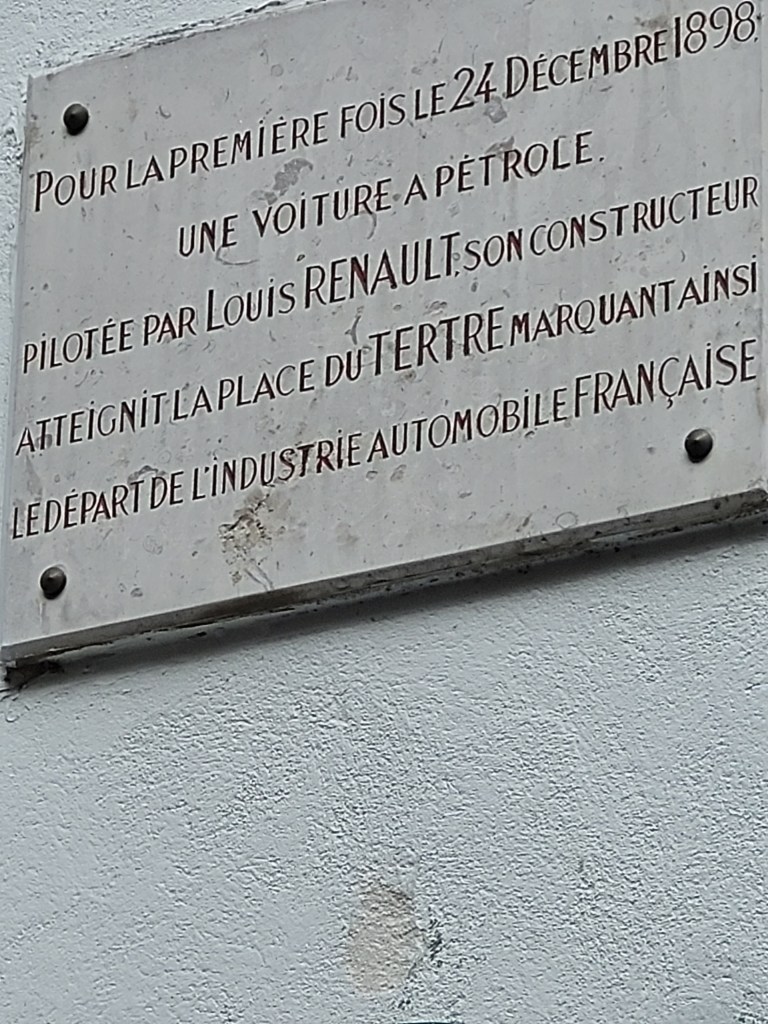 POUR LA PREMIÈRE FOIS LE 24 DÉCEMBRE 1898,
UNE VOITURE A PÉTROLE.
PILOTÉE PAR LOUIS RENAULT, SON CONSTRUCTEUR
ATTEIGNIT LA PLACE DU TERTRE MARQUANT AINSI
LE DÉPART DE L'INDUSTRIE AUTOMOBILE FRANÇAISE